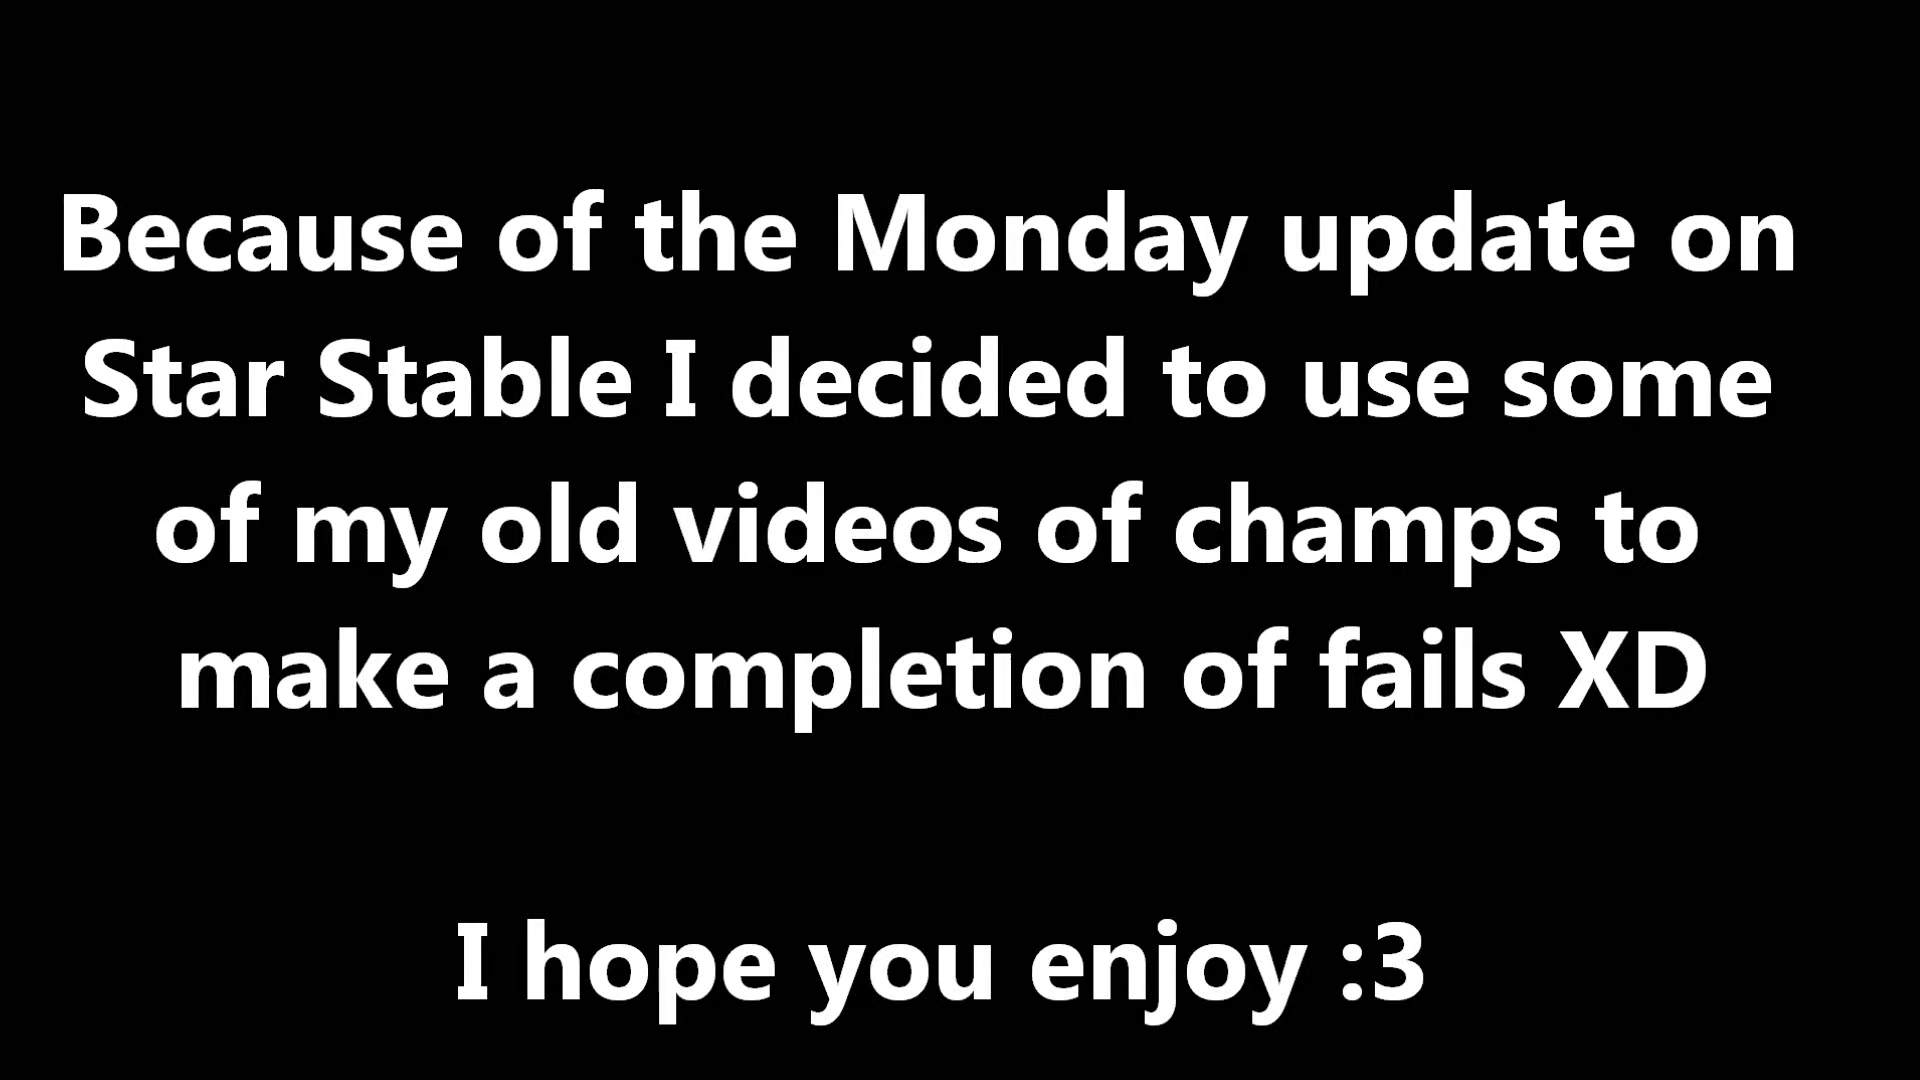 Because of the Monday update on
Star Stable I decided to use some
of my old videos of champs to
make a completion of fails XD
I hope you enjoy :3